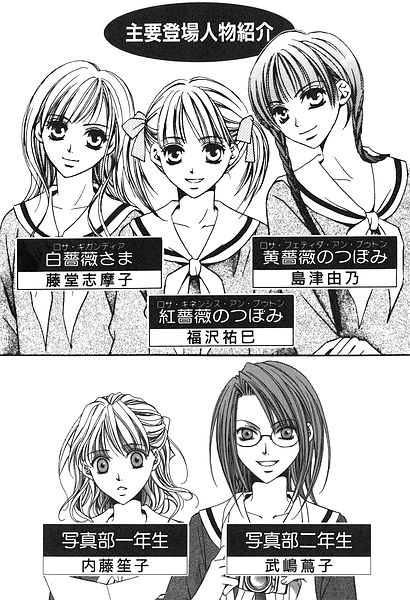 主要登場人物紹介
ロサ・ギガンティア
白薔薇さま
藤堂志摩子
ロサ・フェティダ・アン・ブゥトン
黄薔薇のつぼみ
島津由乃
ロサ・キネンシス・アン・ブゥトン
紅薔薇のつぼみ
福沢祐巳
写真部一年生
内藤笙子
写真部二年生
武嶋蔦子